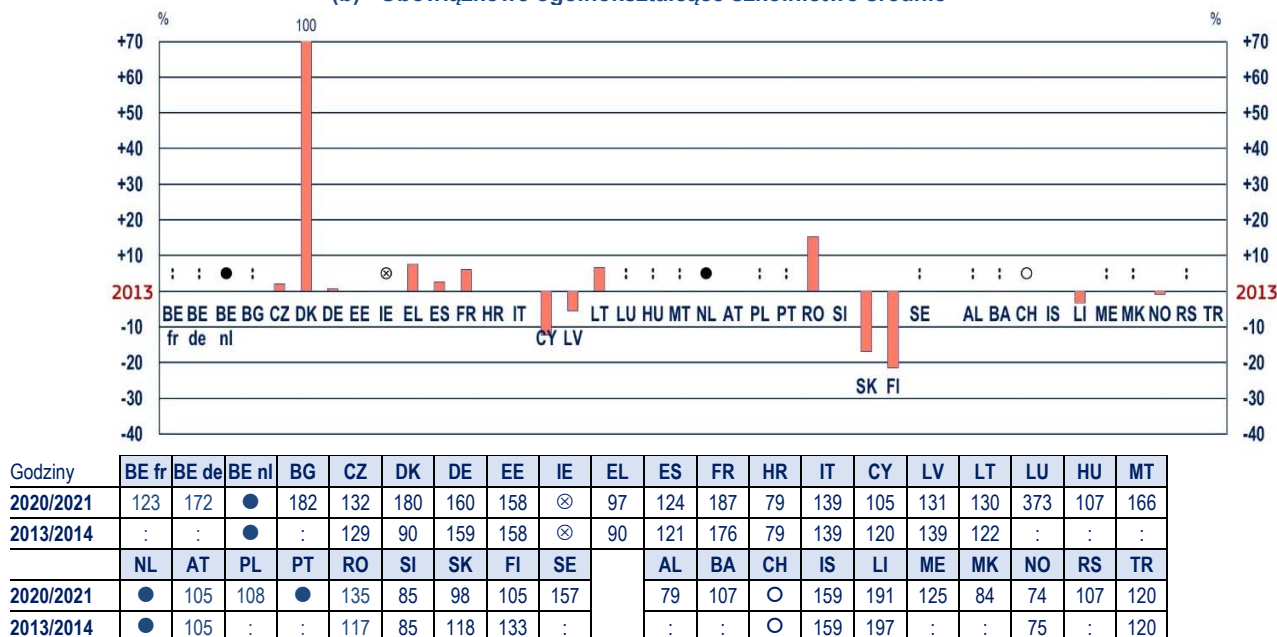 % 100 %
+70 +70
+60 +60
+50 +50
+40 +40
+30 +30
+20 +20
+10 +10
: : ● : ⊗ : : : ● : : : : : ○ : : :
2013 2013
BE BE BE BG CZ DK DE EE IE EL ES FR HR IT LT LU HU MT NL AT PL PT RO SI SE AL BA CH IS LI ME MK NO RS TR
-10 -10
fr de nl CY LV
-20 -20
SK FI
-30 -30
-40 -40
Godziny BE fr BE de BE nl BG CZ DK DE EE IE EL ES FR HR IT CY LV LT LU HU MT
2020/2021 123 172 ● 182 132 180 160 158 ⊗ 97 124 187 79 139 105 131 130 373 107 166
2013/2014 : : ● : 129 90 159 158 ⊗ 90 121 176 79 139 120 139 122 : : :
NL AT PL PT RO SI SK FI SE AL BA CH IS LI ME MK NO RS TR
2020/2021 ● 105 108 ● 135 85 98 105 157 79 107 ○ 159 191 125 84 74 107 120
2013/2014 ● 105 : : 117 85 118 133 : : : ○ 159 197 : : 75 : 120